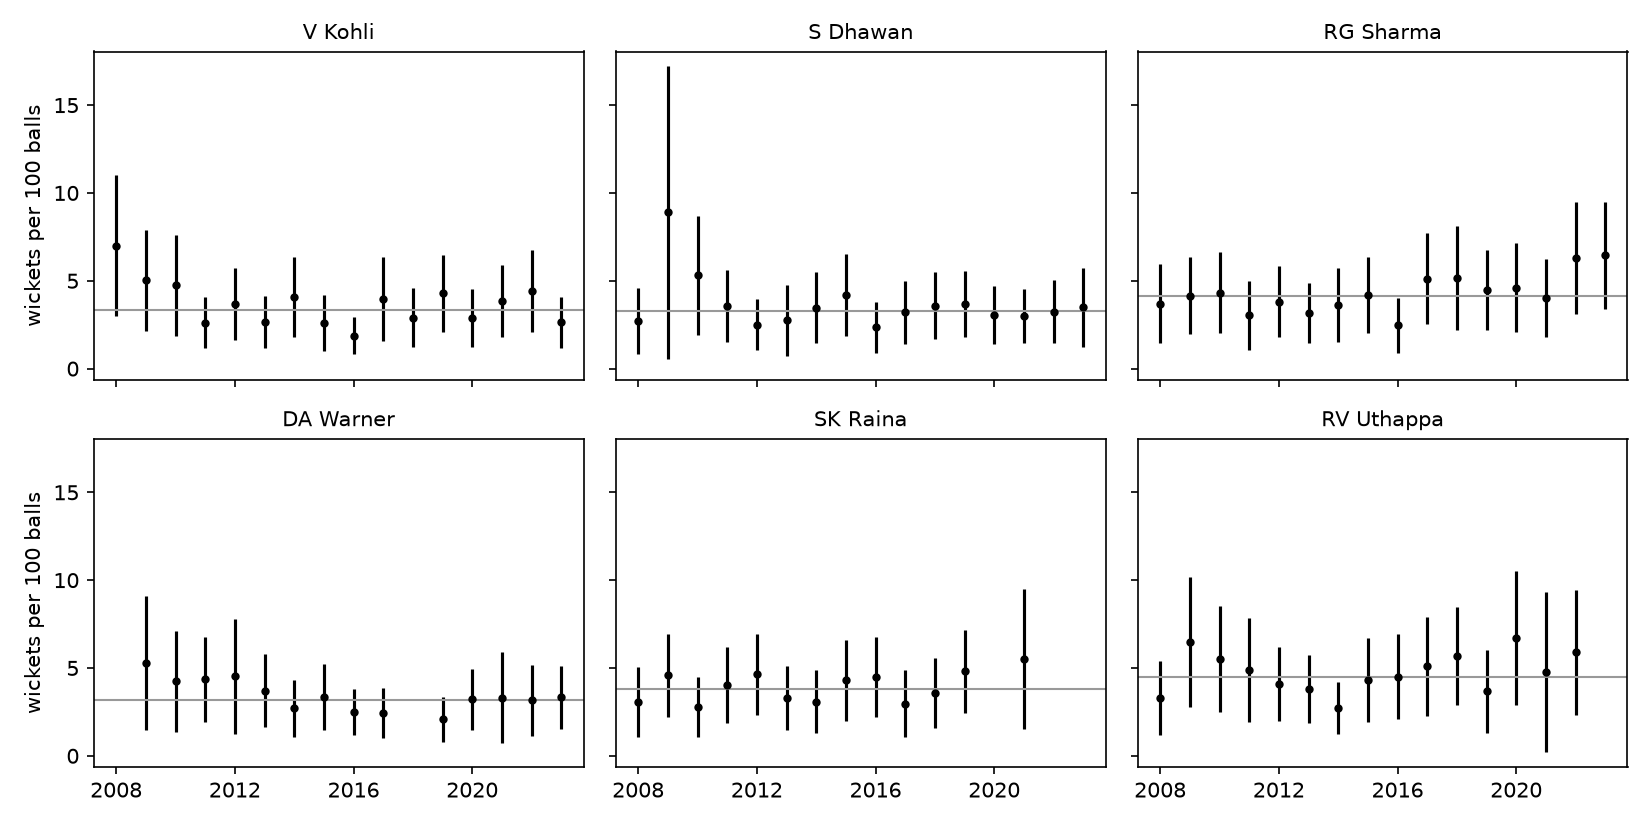 V Kohli
S Dhawan
RG Sharma
wickets per 100 balls
15
10
5
0
DA Warner
SK Raina
RV Uthappa
wickets per 100 balls
15
10
5
0
2008 2012 2016 2020
2008 2012 2016 2020
2008 2012 2016 2020